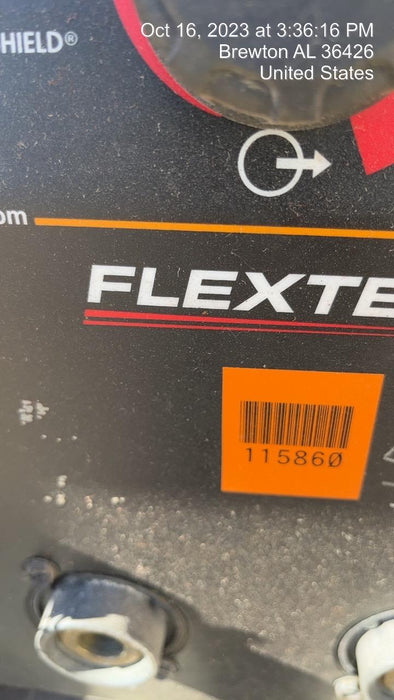 Oct 16, 2023 at 3:36:16 PM
Brewton AL 36426
United States
HIELD®
om
FLEXTE
115860